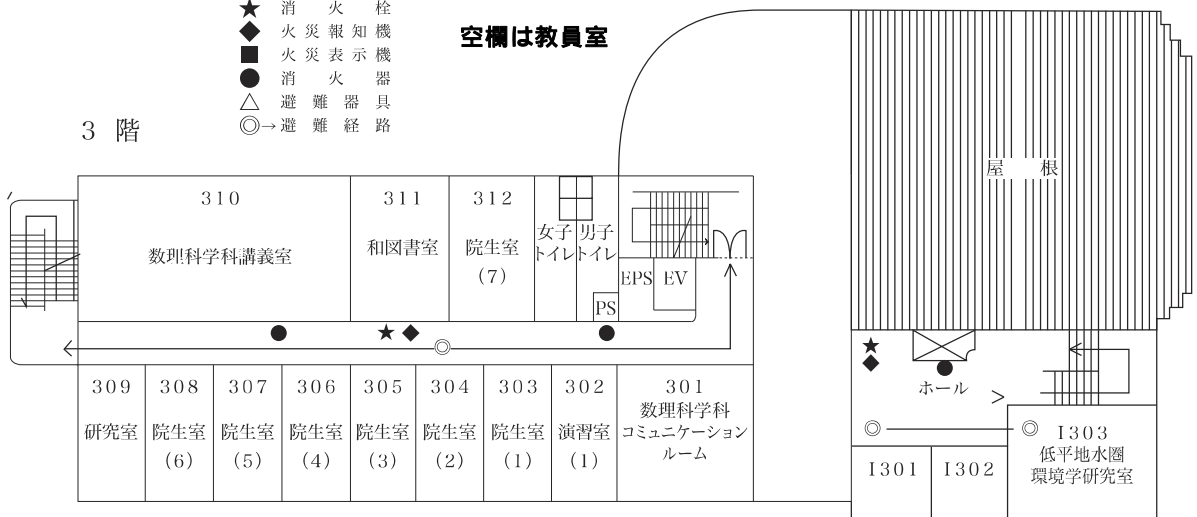 消火栓
火災報知機
火災表示機
消火器
避難器具
避難経路
空欄は教員室
3 階
屋根
310
数理科学科講義室
311
和図書室
312
院生室
(7)
女子
トイレ
男子
トイレ
PS
EPS
EV
309
研究室
308
院生室
(6)
307
院生室
(5)
306
院生室
(4)
305
院生室
(3)
304
院生室
(2)
303
院生室
(1)
302
演習室
(1)
301
数理科学科
コミュニケーション
ルーム
ホール
I301
I302
I303
低平地水圏
環境学研究室